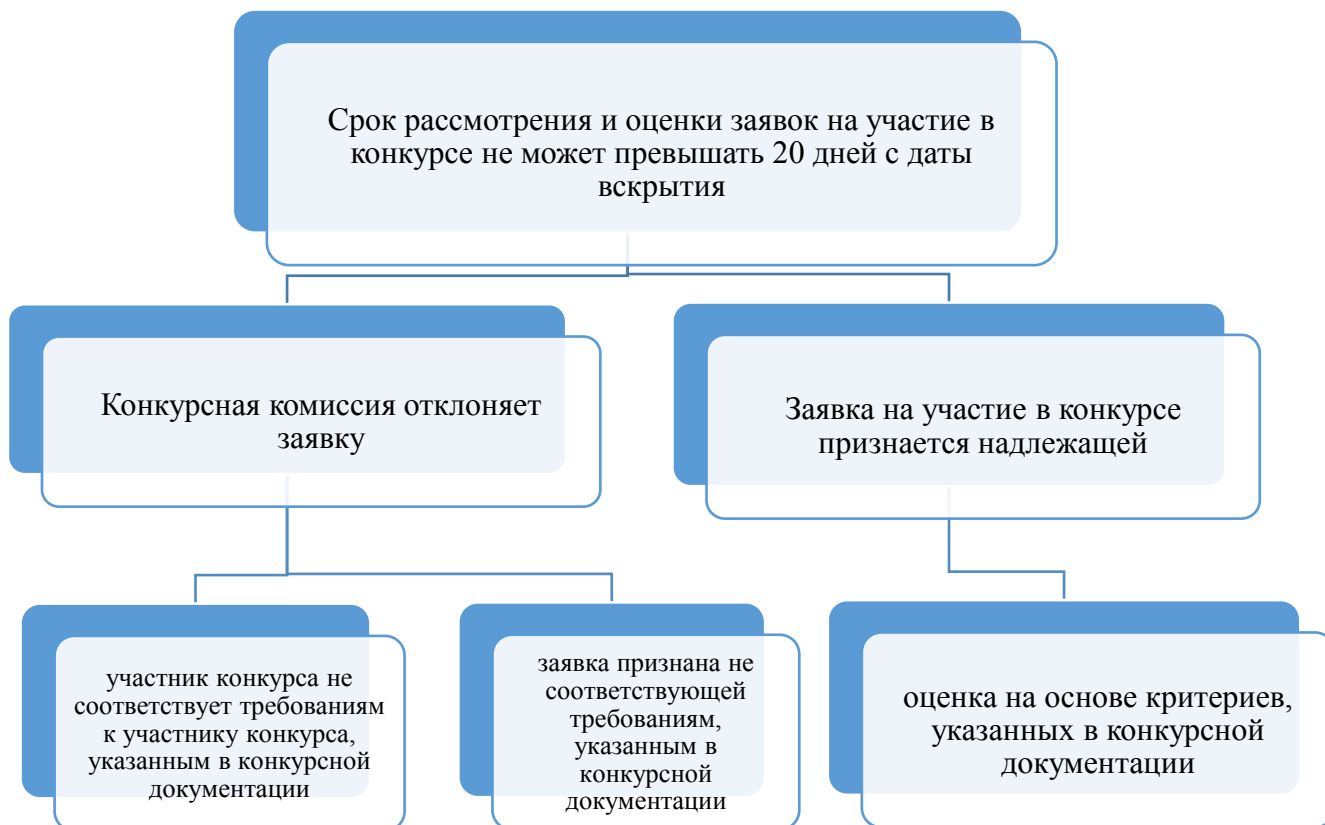 Срок рассмотрения и оценки заявок на участие в
конкурсе не может превышать 20 дней с даты
вскрытия
Конкурсная комиссия отклоняет
заявку
Заявка на участие в конкурсе
признается надлежащей
участник конкурса не
соответствует требованиям
к участнику конкурса,
указанным в конкурсной
документации
заявка признана не
соответствующей
требованиям,
указанным в
конкурсной
документации
оценка на основе критериев,
указанных в конкурсной
документации